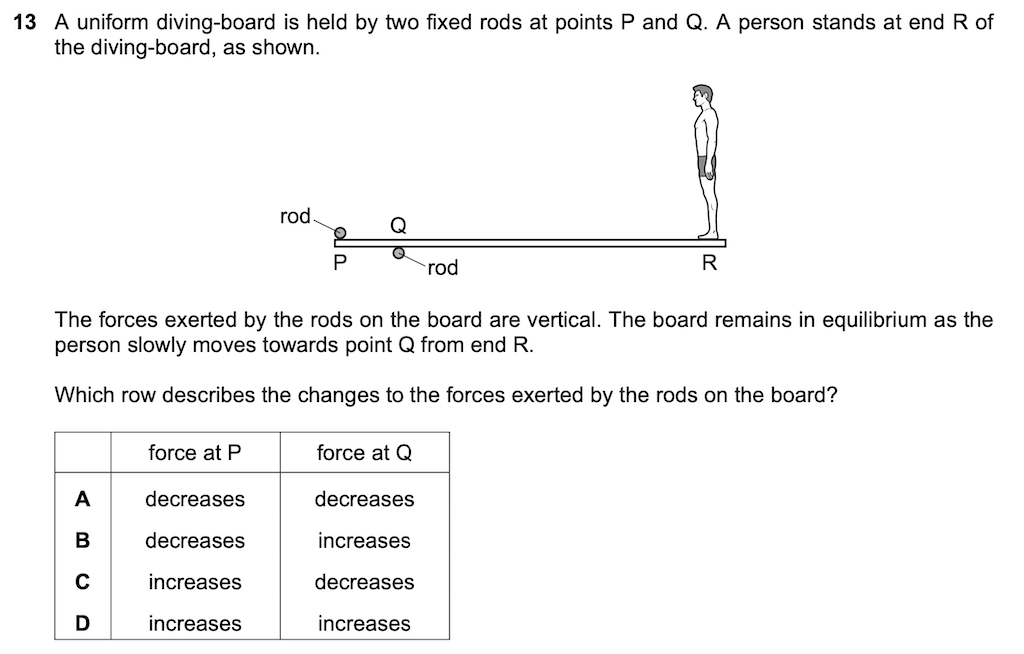 13 A uniform diving-board is held by two fixed rods at points P and Q. A person stands at end R of
the diving-board, as shown.
rod
Q
P
rod
R
The forces exerted by the rods on the board are vertical. The board remains in equilibrium as the
person slowly moves towards point Q from end R.
Which row describes the changes to the forces exerted by the rods on the board?
force at P force at Q
A decreases decreases
B decreases increases
C increases decreases
D increases increases